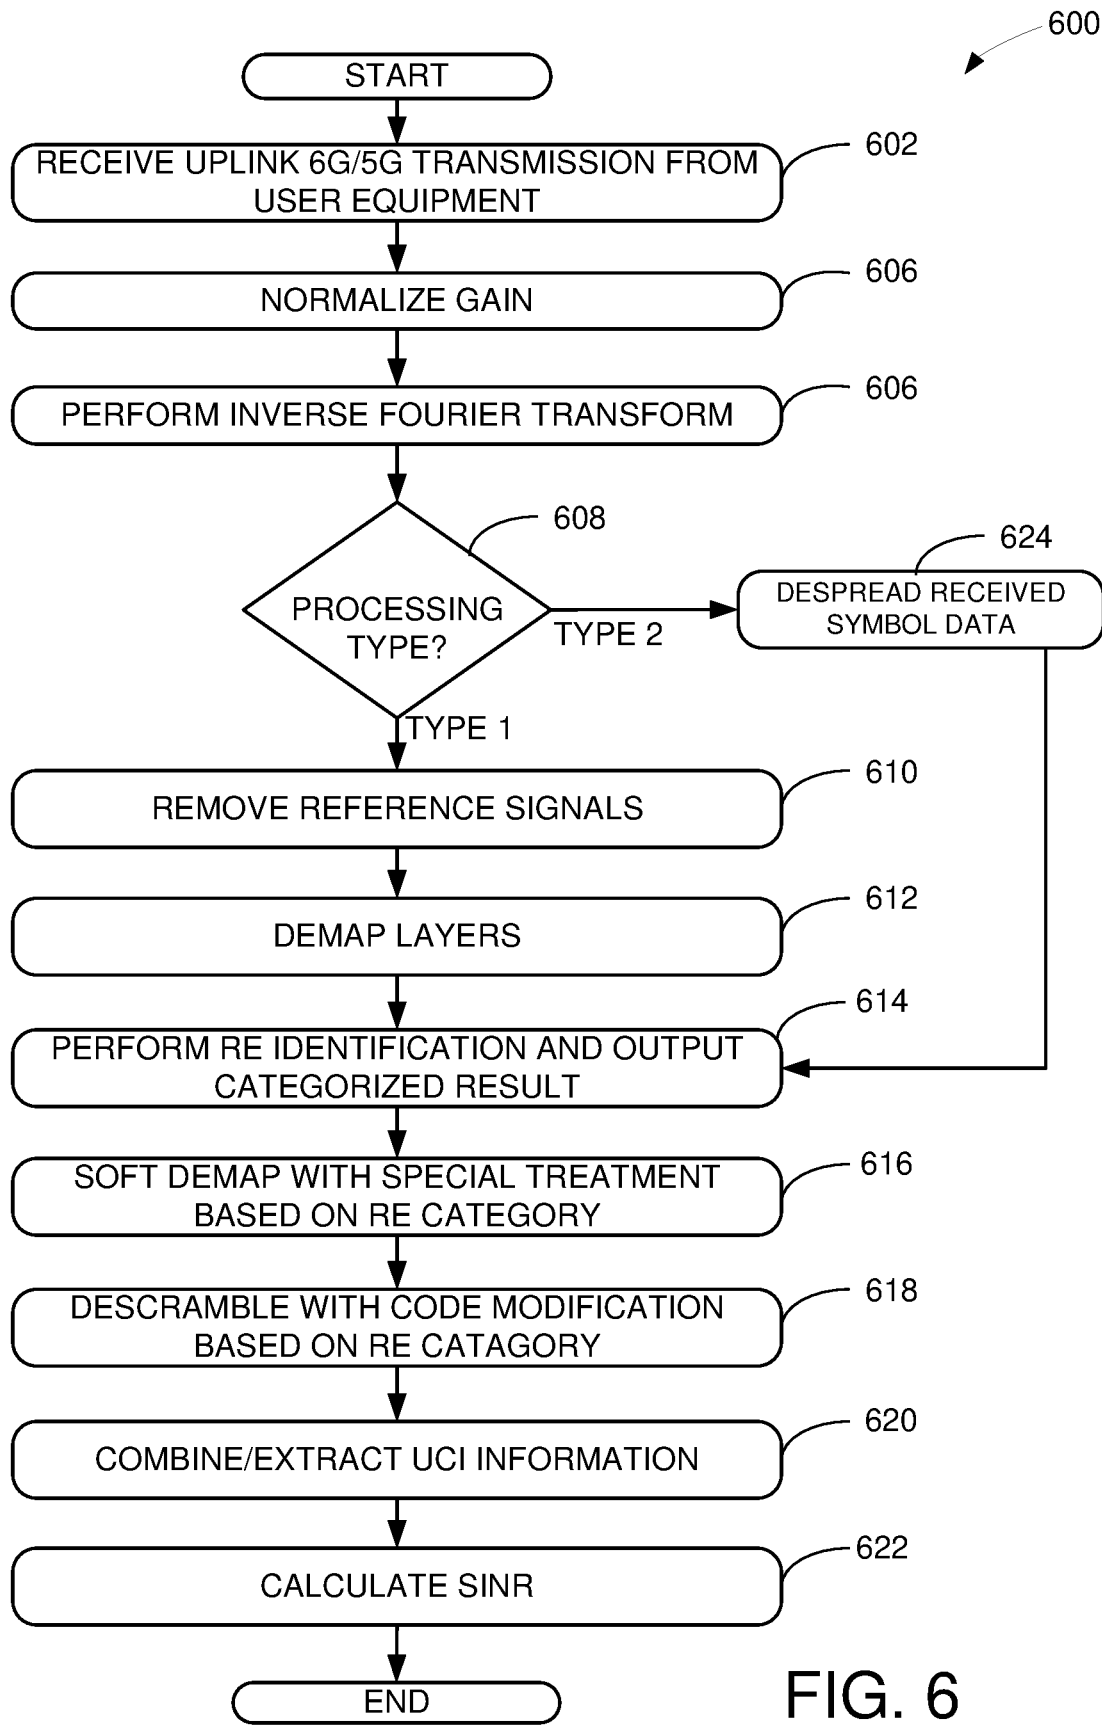 600
START
602
RECEIVE UPLINK 6G/5G TRANSMISSION FROM
USER EQUIPMENT
606
NORMALIZE GAIN
606
PERFORM INVERSE FOURIER TRANSFORM
608
PROCESSING
TYPE?
TYPE 2
624
DESPREAD RECEIVED
SYMBOL DATA
TYPE 1
610
REMOVE REFERENCE SIGNALS
612
DEMAP LAYERS
614
PERFORM RE IDENTIFICATION AND OUTPUT
CATEGORIZED RESULT
616
SOFT DEMAP WITH SPECIAL TREATMENT
BASED ON RE CATEGORY
618
DESCRAMBLE WITH CODE MODIFICATION
BASED ON RE CATAGORY
620
COMBINE/EXTRACT UCI INFORMATION
622
CALCULATE SINR
END
FIG. 6